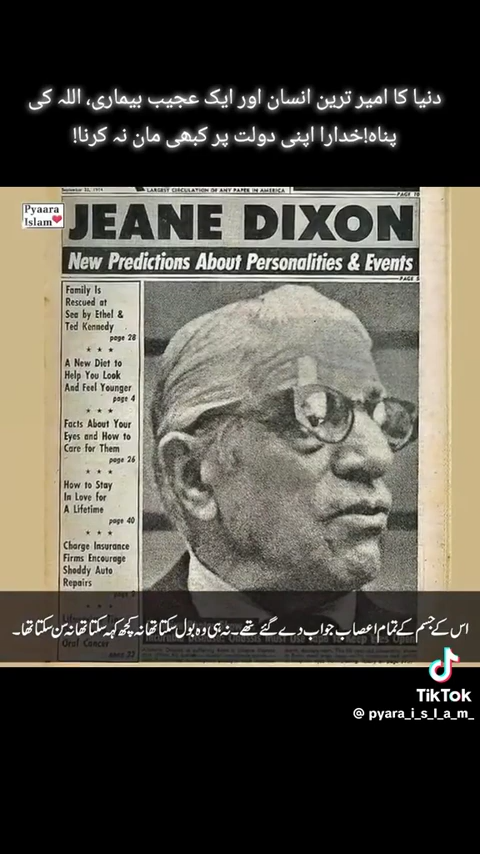 دنیا کا امیر ترین انسان اور ایک عجیب بیماری، اللہ کی
پناہ!خدارا اپنی دولت پر کبھی مان نہ کرنا!
LARGEST CIRCULATION OF ANY PAPER IN AMERICA
PAGE 10
Pyaara
Islam❤
JEANE DIXON
New Predictions About Personalities & Events
PAGE 5
Family Is
Rescued at
Sea by Ethel &
Ted Kennedy
page 28
★ ★ ★
A New Diet to
Help You Look
And Feel Younger
page 4
★ ★ ★
Facts About Your
Eyes and How to
Care for Them
page 26
★ ★ ★
How to Stay
In Love for
A Lifetime
page 40
★ ★ ★
Charge Insurance
Firms Encourage
Shoddy Auto
Repairs
اس کے جسم کے تمام اعصاب جواب دے گئے تھے۔ نہ ہی وہ بول سکتا تھا نہ کچھ کہہ سکتا تھا نہ سن سکتا تھا۔
Oral Cancer
TikTok
@ pyara_i_s_l_a_m_